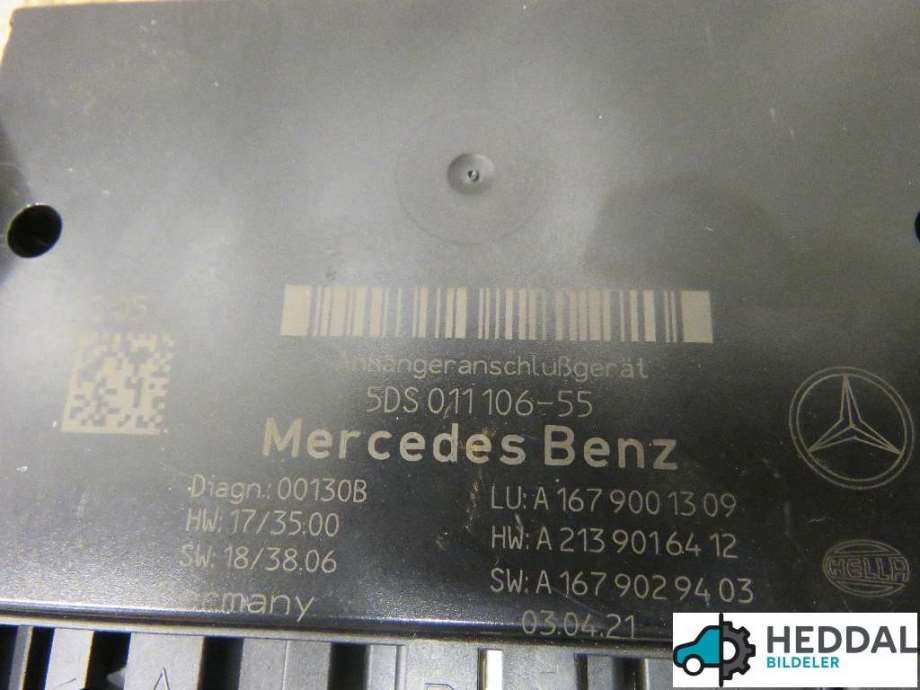 Anhängeranschlußgerät
5DS 011 106-55
Mercedes Benz
Diagn.: 00130B
HW: 17/35.00
SW: 18/38.06
LU: A 167 900 13 09
HW: A 213 901 64 12
SW: A 167 902 94 03
Germany
03.04.21
HELLA
HEDDAL
BILDELER